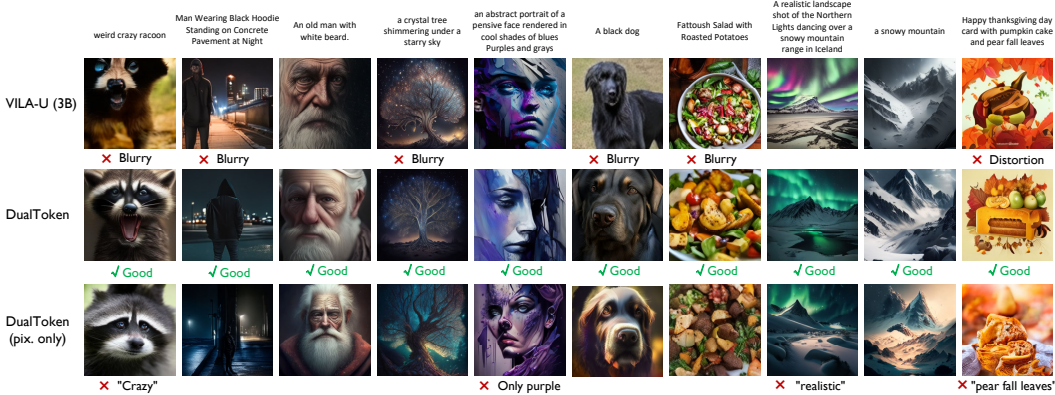 weird crazy racoon
Man Wearing Black Hoodie
Standing on Concrete
Pavement at Night
An old man with
white beard.
a crystal tree
shimmering under a
starry sky
an abstract portrait of a
pensive face rendered in
cool shades of blues
Purples and grays
A black dog
Fattoush Salad with
Roasted Potatoes
A realistic landscape
shot of the Northern
Lights dancing over a
snowy mountain
range in Iceland
a snowy mountain
Happy thanksgiving day
card with pumpkin cake
and pear fall leaves
VILA-U (3B)
× Blurry
× Blurry
× Blurry
× Blurry
× Blurry
× Distortion
DualToken
√ Good
√ Good
√ Good
√ Good
√ Good
√ Good
√ Good
√ Good
√ Good
√ Good
DualToken
(pix. only)
× "Crazy"
× Only purple
× "realistic"
× "pear fall leaves"